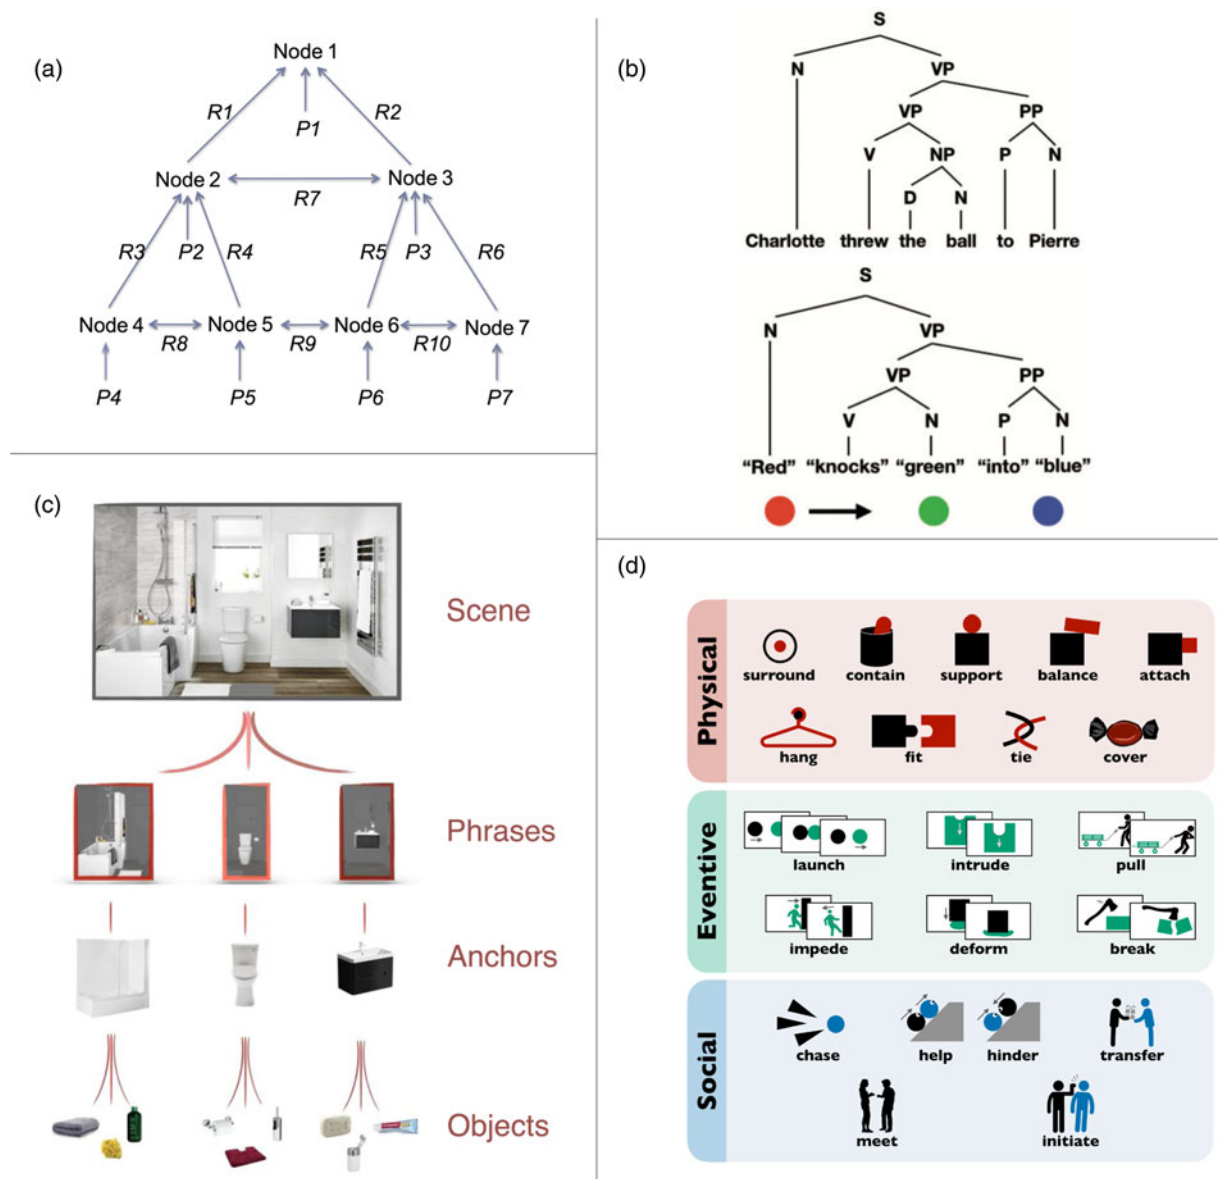 (a)
Node 1
R1
P1
R2
Node 2
Node 3
R7
R3
P2
R4
R5
P3
R6
Node 4
Node 5
Node 6
Node 7
R8
R9
R10
P4
P5
P6
P7
(b)
S
N
VP
VP
PP
V
NP
P
N
D
N
Charlotte threw the ball to Pierre
S
N
VP
VP
PP
V
N
P
N
“Red” “knocks” “green” “into” “blue”
(c)
Scene
Phrases
Anchors
Objects
(d)
Physical
surround
contain
support
balance
attach
hang
fit
tie
cover
Eventive
launch
intrude
pull
impede
deform
break
Social
chase
help
hinder
transfer
meet
initiate